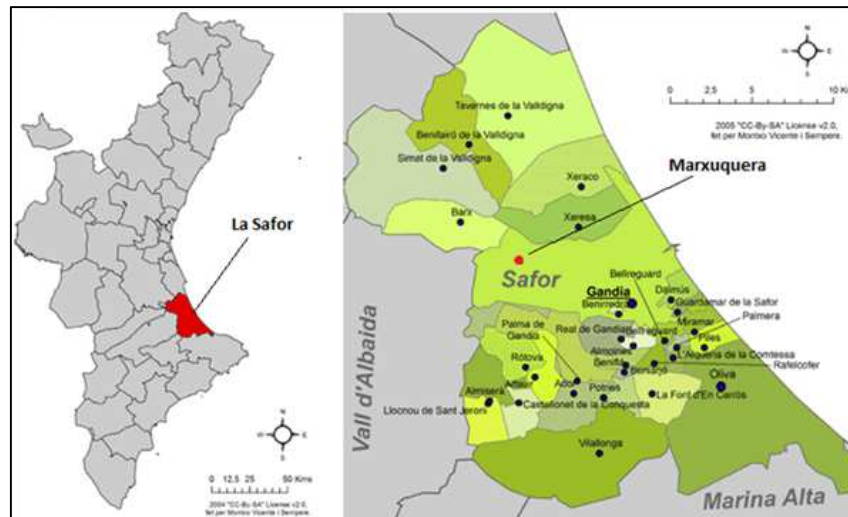 La Safor
N
W
E
S
0 12,5 25 50 Kms
2004 "CC-By-SA" License v2.0,
fet per Montxo Vicente i Sempere.
N
W
E
S
0 2,5 5 10 K
2005 "CC-By-SA" License v2.0,
fet per Montxo Vicente i Sempere.
Tavernes de la Valldigna
Benifairó de la Valldigna
Simat de la Valldigna
Marxuquera
Xeraco
Barx
Xeresa
Safor
Bellreguard
Gandia
Daimús
Benirredrà
Guardamar de la Safor
Palma de
Gandia
Real de Gandia
Bellreguard
Miramar
Palmera
Piles
Almoines
L'Alqueria de la Comtessa
Ròtova
Beniarjó
Rafelcofer
Oliva
Almiserà
Ador
Potries
La Font d'En Carròs
Llocnou de Sant Jeroni
Castellonet de la Conquesta
Vilallonga
Vall d'Albaida
Marina Alta